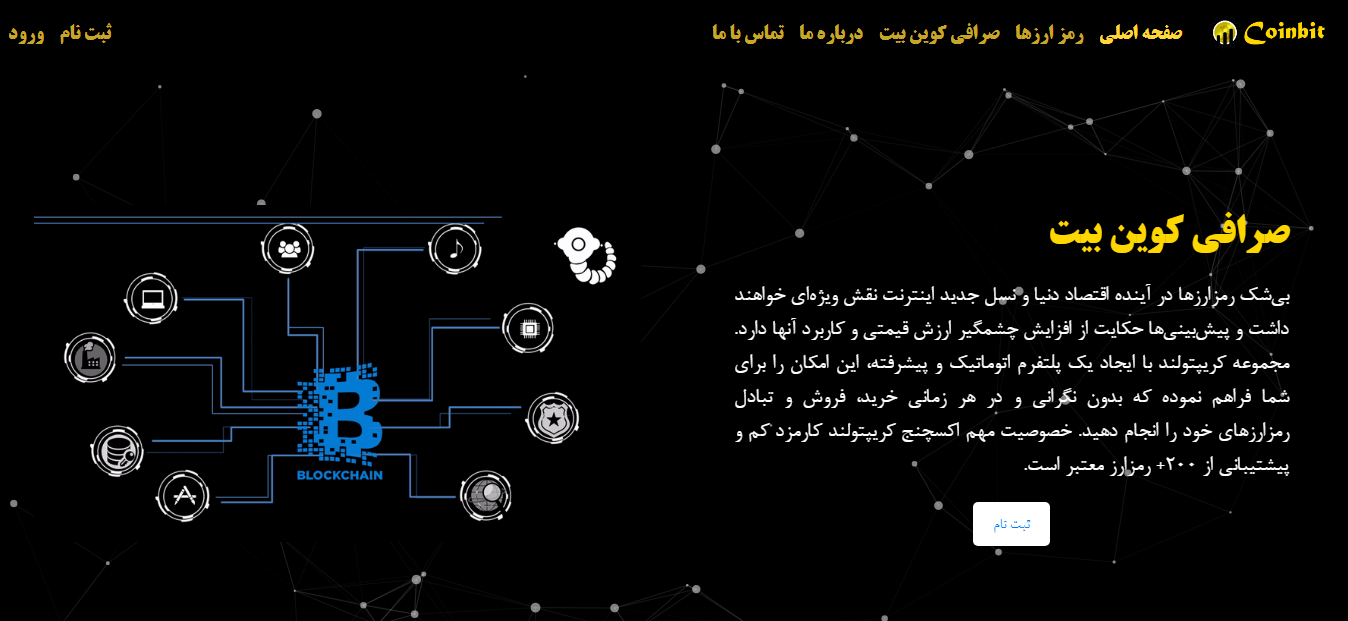 Coinbit
صفحه اصلی
رمز ارزها
صرافی کوین بیت
درباره ما
تماس با ما
ثبت نام
ورود
صرافی کوین بیت
بی‌شک رمزارزها در آینده اقتصاد دنیا و نسل جدید اینترنت نقش ویژه‌ای خواهند
داشت و پیش‌بینی‌ها حکایت از افزایش چشمگیر ارزش قیمتی و کاربرد آنها دارد.
مجموعه کریپتولند با ایجاد یک پلتفرم اتوماتیک و پیشرفته، این امکان را برای
شما فراهم نموده که بدون نگرانی و در هر زمانی خرید، فروش و تبادل
رمزارزهای خود را انجام دهید. خصوصیت مهم اکسچنج کریپتولند کارمزد کم و
پیشتیبانی از ۲۰۰+ رمزارز معتبر است.
ثبت نام
BLOCKCHAIN